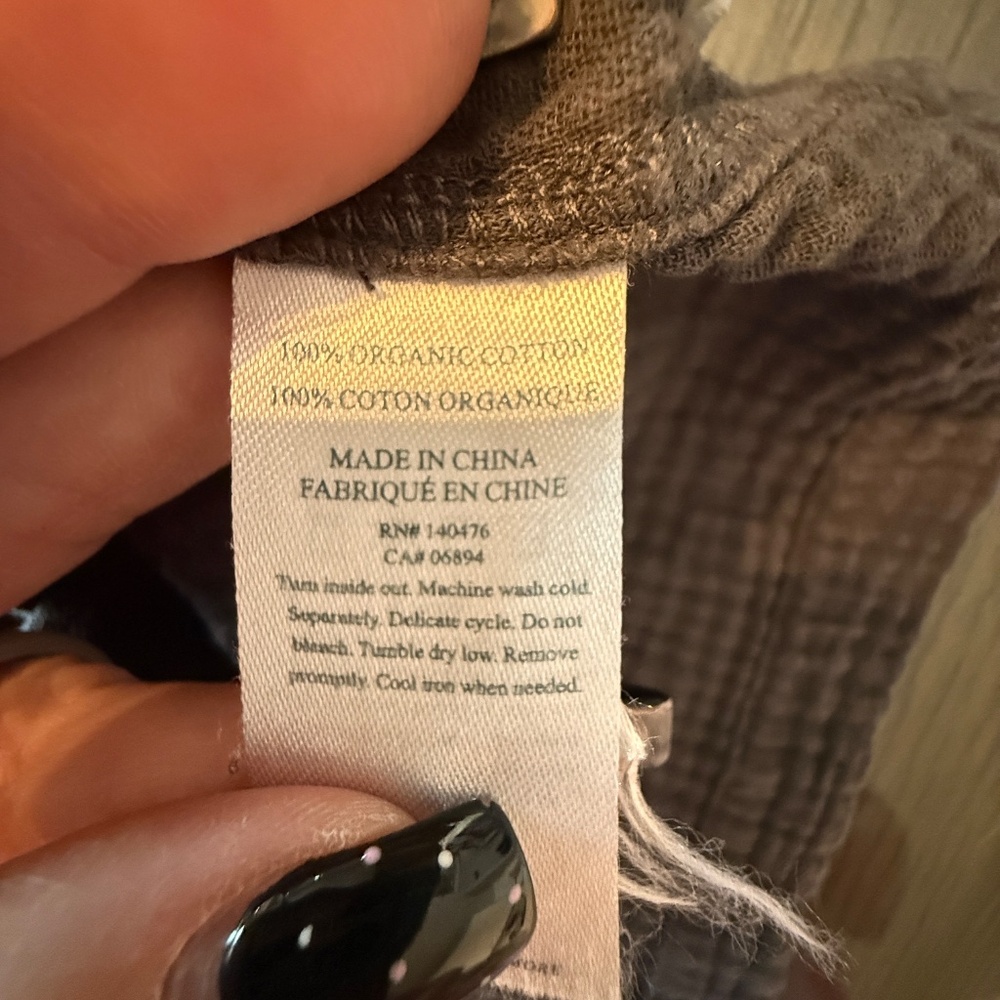 100% ORGANIC COTTON
100% COTON ORGANIQUE
MADE IN CHINA
FABRIQUÉ EN CHINE
RN# 140476
CA# 06894
Turn inside out. Machine wash cold.
Separately. Delicate cycle. Do not
bleach. Tumble dry low. Remove
promptly. Cool iron when needed.